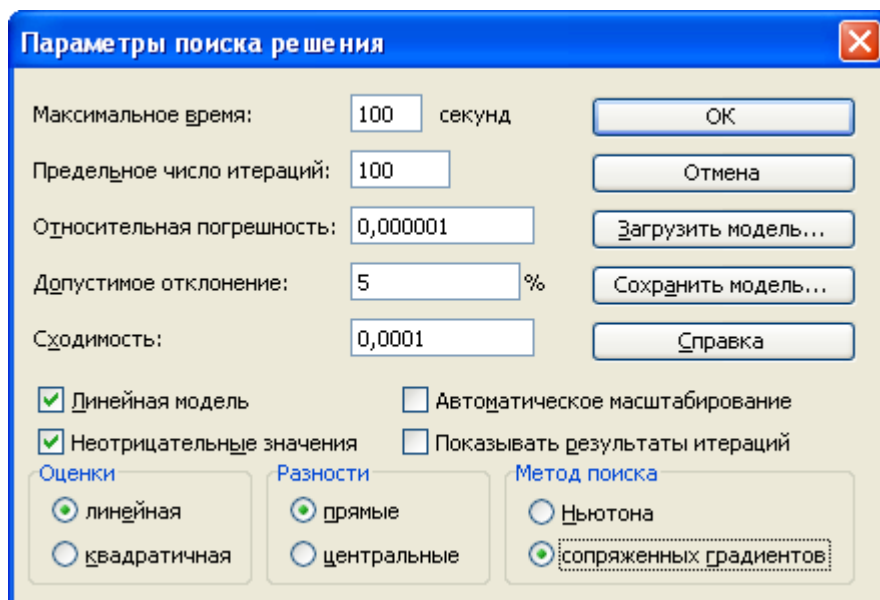 Параметры поиска решения
Максимальное время: 100 секунд
OK
Предельное число итераций: 100
Отмена
Относительная погрешность: 0,000001
Загрузить модель...
Допустимое отклонение: 5 %
Сохранить модель...
Сходимость: 0,0001
Справка
Линейная модель
Автоматическое масштабирование
Неотрицательные значения
Показывать результаты итераций
Оценки
Разности
Метод поиска
линейная
прямые
Ньютона
квадратичная
центральные
сопряженных градиентов